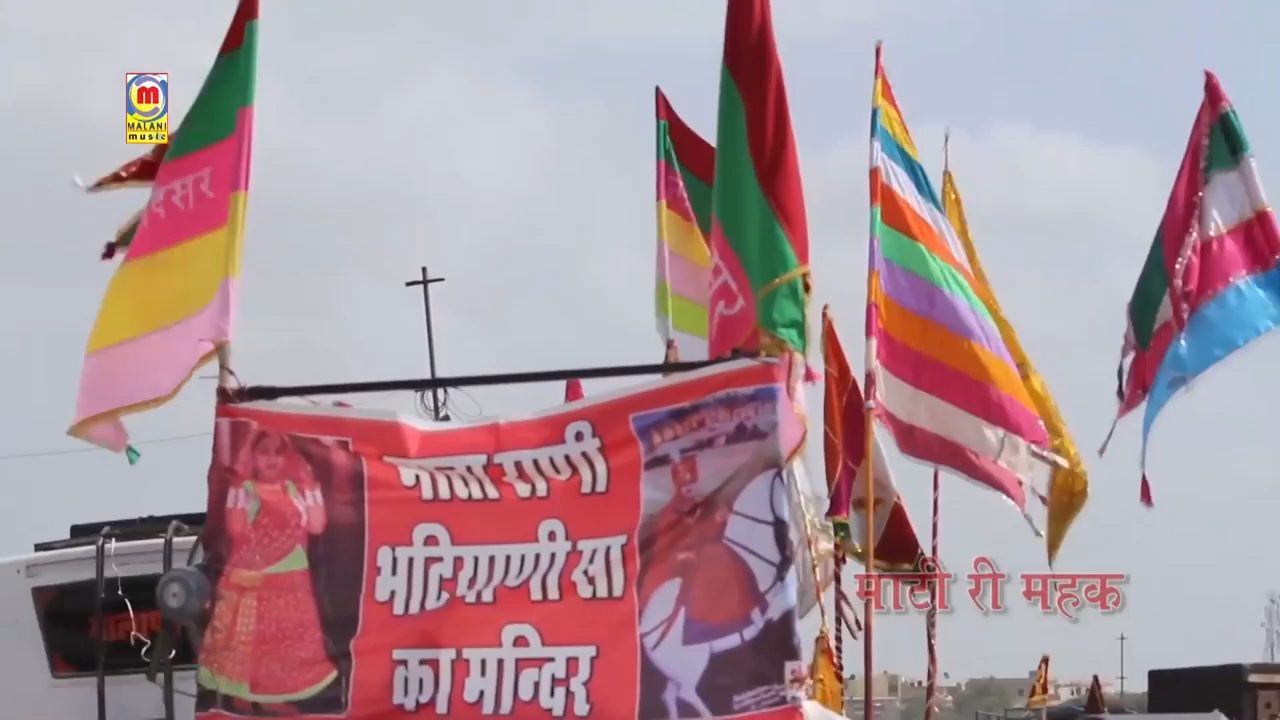 MALANI
music
माता राणी
भटियाणी सा
का मन्दिर
माटी री महक